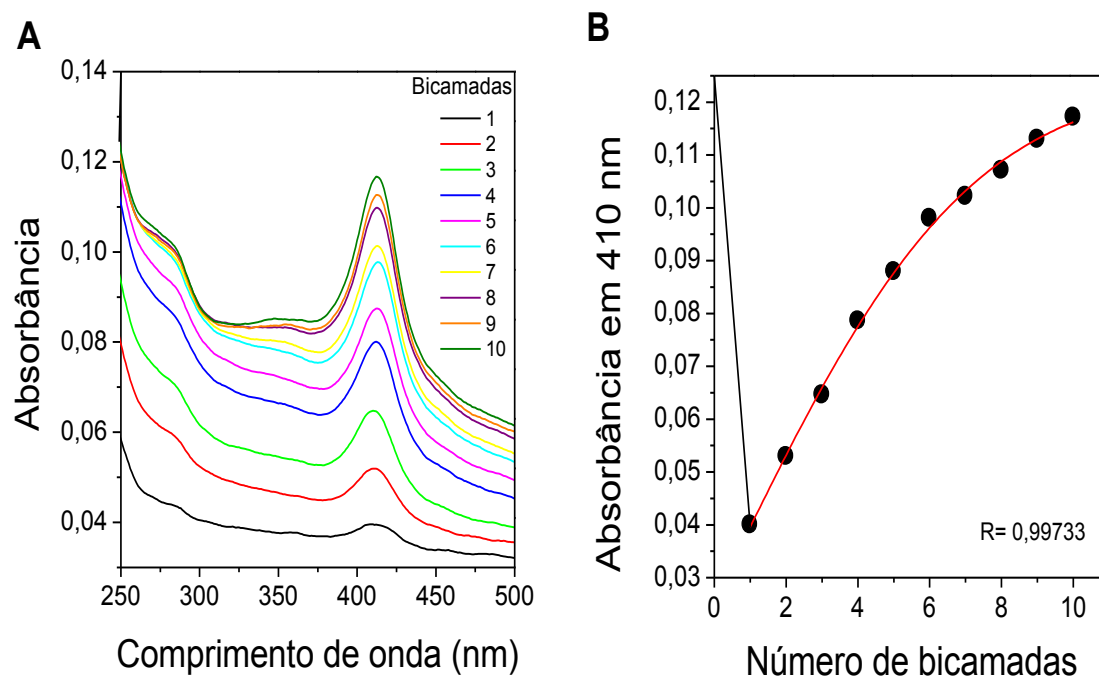 A
Absorbância
0,14
0,12
0,10
0,08
0,06
0,04
250 300 350 400 450 500
Comprimento de onda (nm)
Bicamadas
1
2
3
4
5
6
7
8
9
10
B
Absorbância em 410 nm
0,12
0,11
0,10
0,09
0,08
0,07
0,06
0,05
0,04
0,03
0 2 4 6 8 10
Número de bicamadas
R= 0,99733